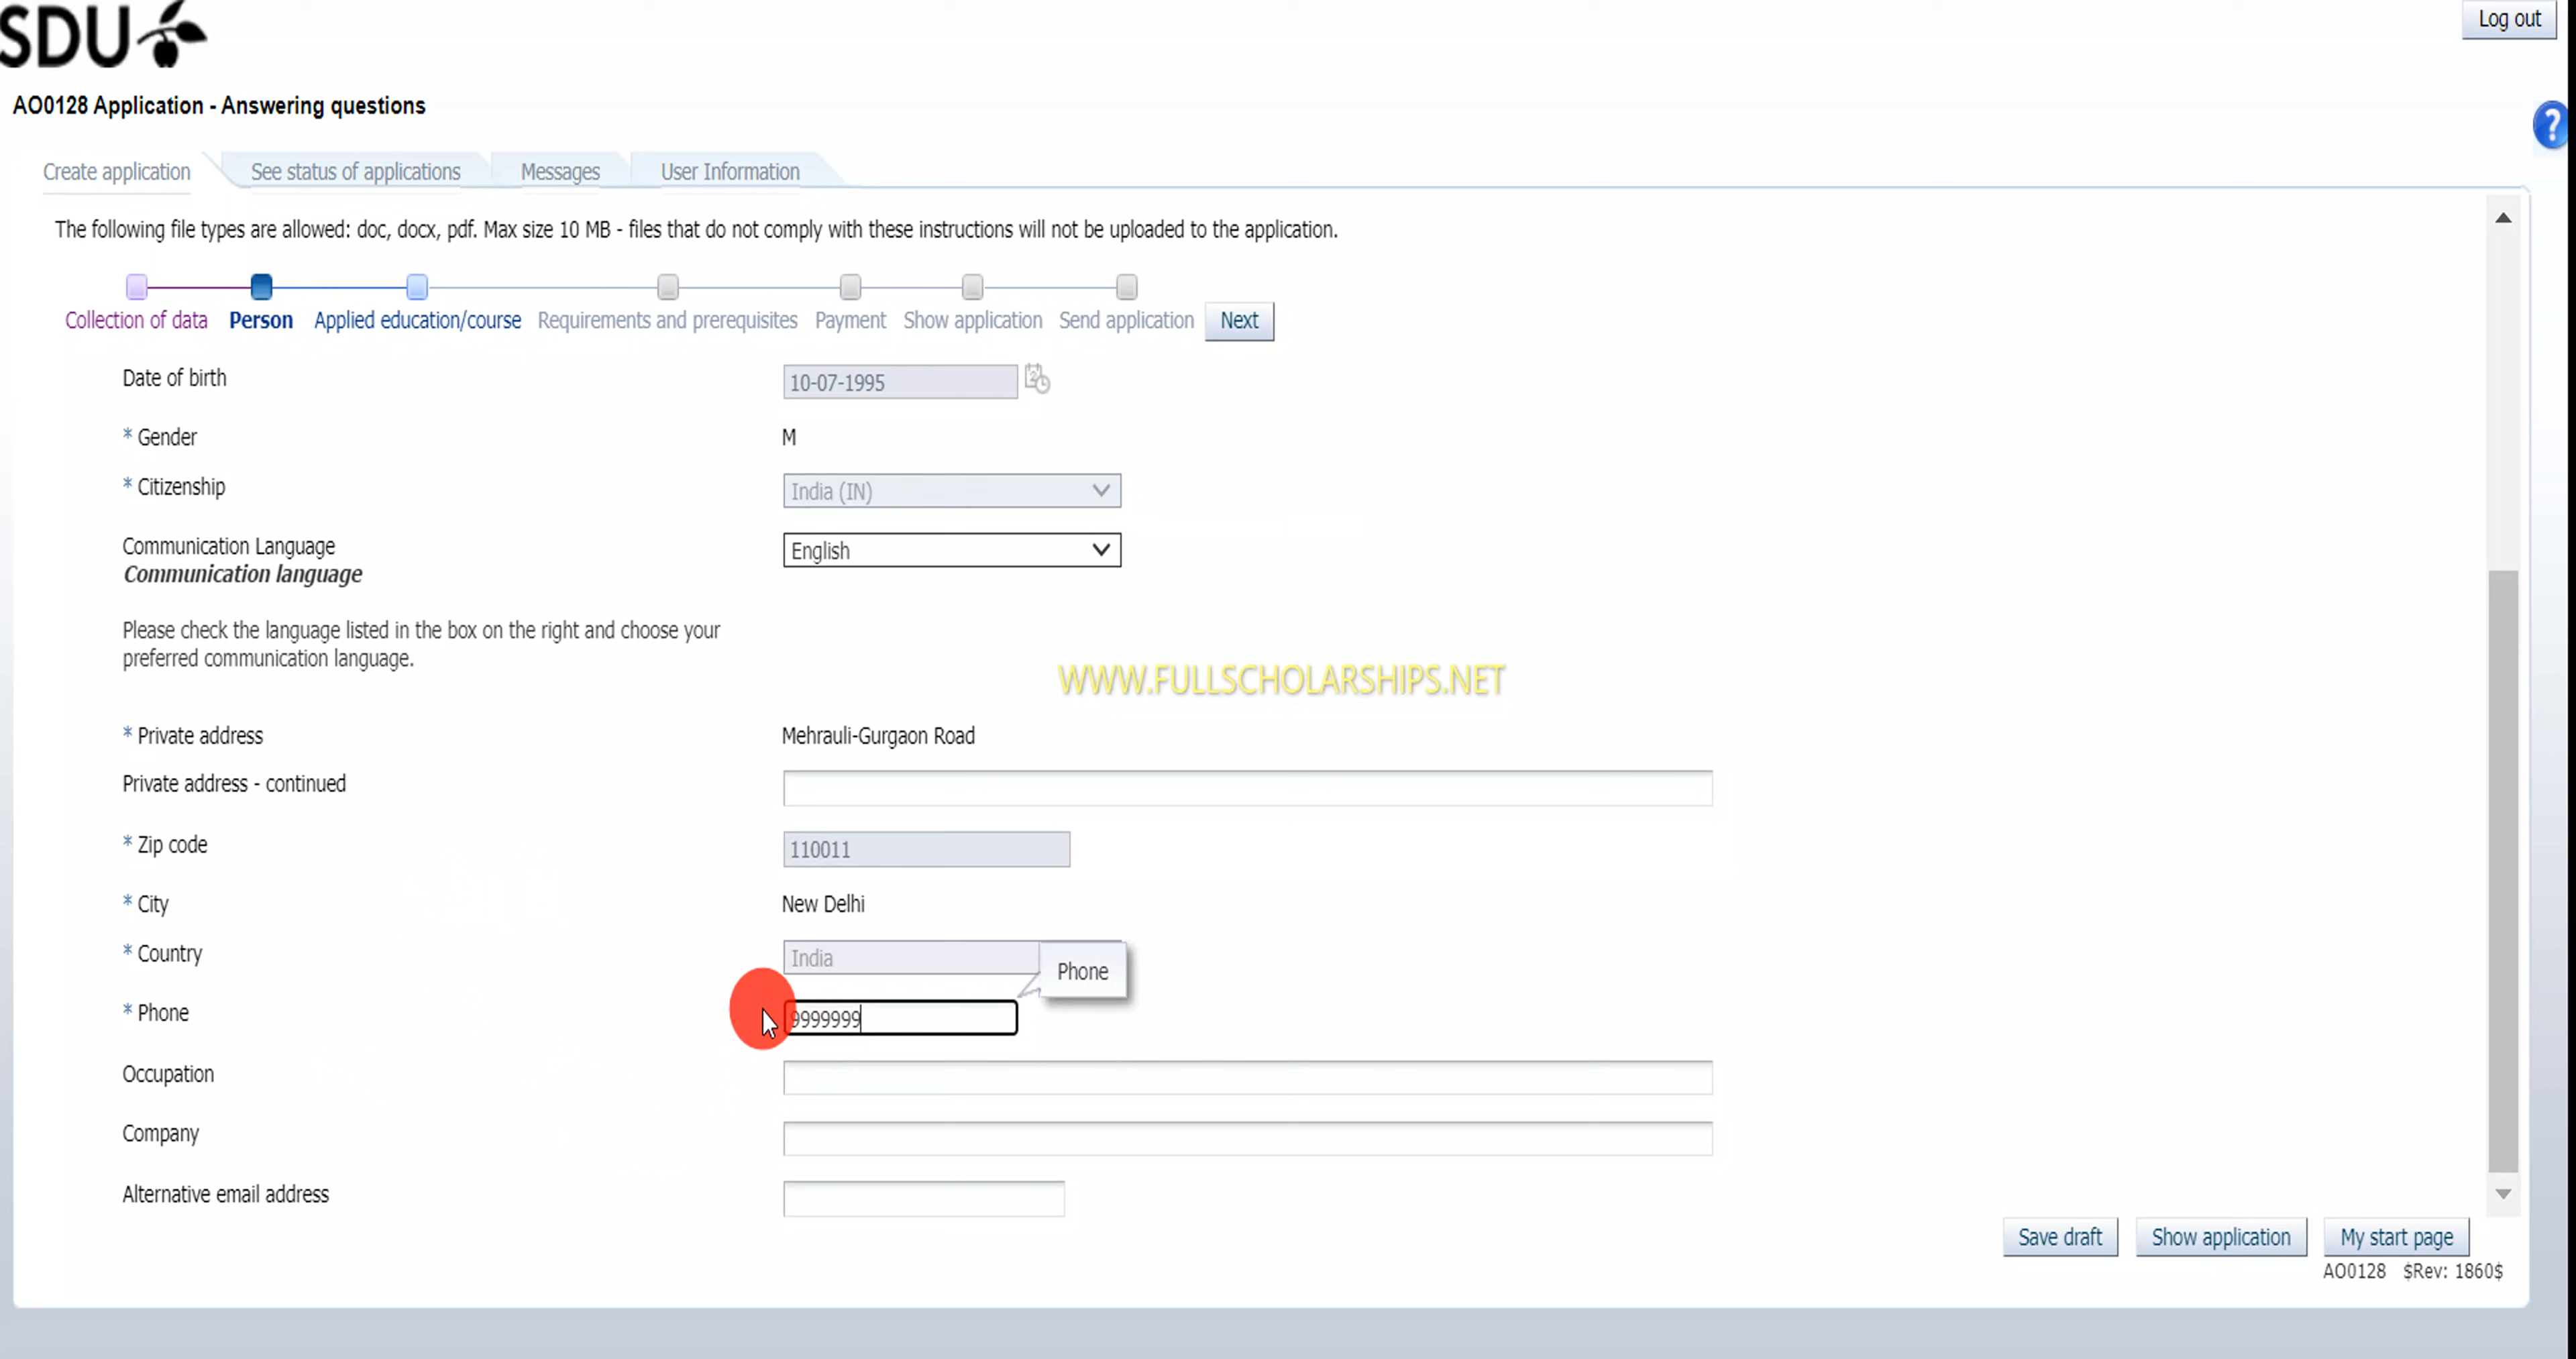 SDU
Log out
AO0128 Application - Answering questions
?
Create application See status of applications Messages User Information
The following file types are allowed: doc, docx, pdf. Max size 10 MB - files that do not comply with these instructions will not be uploaded to the application.
Collection of data Person Applied education/course Requirements and prerequisites Payment Show application Send application Next
Date of birth 10-07-1995
* Gender M
* Citizenship India (IN)
Communication Language English
Communication language
Please check the language listed in the box on the right and choose your
preferred communication language.
WWW.FULLSCHOLARSHIPS.NET
* Private address Mehrauli-Gurgaon Road
Private address - continued
* Zip code 110011
* City New Delhi
* Country India
Phone
* Phone 9999999
Occupation
Company
Alternative email address
Save draft Show application My start page
AO0128 $Rev: 1860$